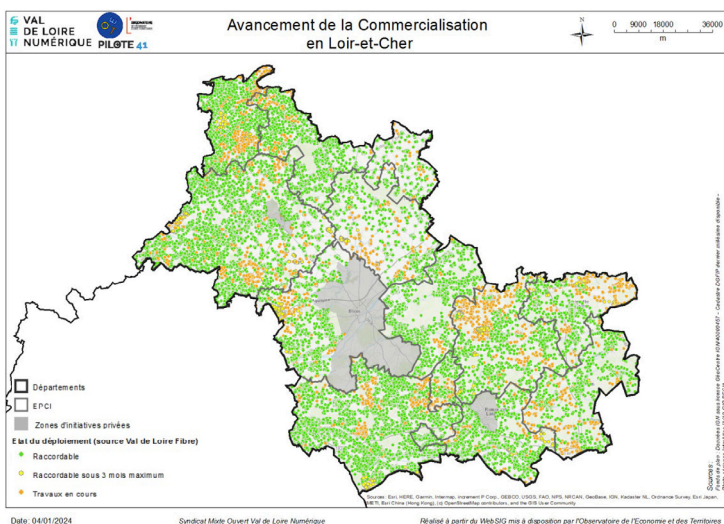 VAL
DE LOIRE
NUMÉRIQUE
PILOTE 41
Avancement de la Commercialisation
en Loir-et-Cher
0 9000 18000 36000
m
Blois
Départements
EPCI
Zones d'initiatives privées
Etat du déploiement (source Val de Loire Fibre)
Raccordable
Raccordable sous 3 mois maximum
Travaux en cours
Sources: Esri, HERE, Garmin, Intermap, increment P Corp., GEBCO, USGS, FAO, NPS, NRCAN, GeoBase, IGN, Kadaster NL, Ordnance Survey, Esri Japan,
METI, Esri China (Hong Kong), (c) OpenStreetMap contributors, and the GIS User Community
Sources :
Date: 04/01/2024
Syndicat Mixte Ouvert Val de Loire Numérique
Réalisé à partir du WebSIG mis à disposition par l'Observatoire de l'Economie et des Territoires